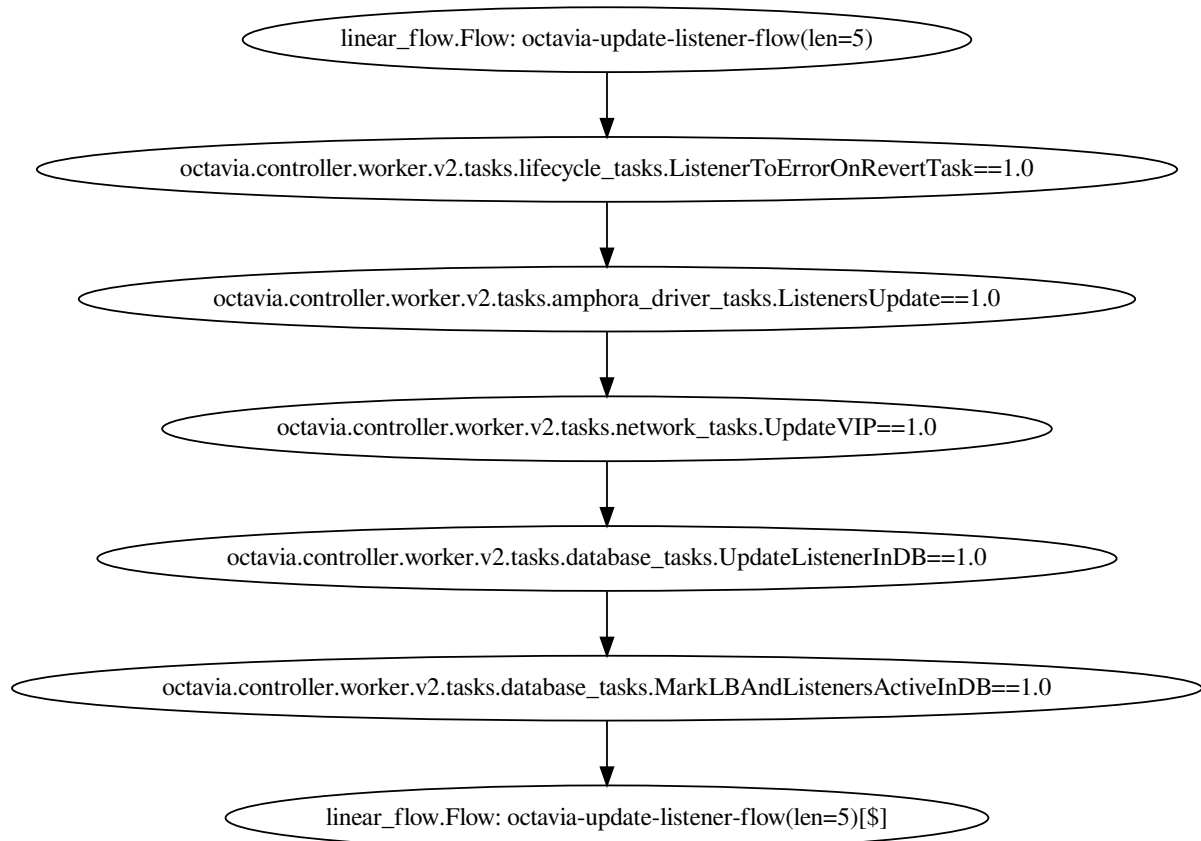 linear_flow.Flow: octavia-update-listener-flow(len=5)
octavia.controller.worker.v2.tasks.lifecycle_tasks.ListenerToErrorOnRevertTask==1.0
octavia.controller.worker.v2.tasks.amphora_driver_tasks.ListenersUpdate==1.0
octavia.controller.worker.v2.tasks.network_tasks.UpdateVIP==1.0
octavia.controller.worker.v2.tasks.database_tasks.UpdateListenerInDB==1.0
octavia.controller.worker.v2.tasks.database_tasks.MarkLBAndListenersActiveInDB==1.0
linear_flow.Flow: octavia-update-listener-flow(len=5)[$]